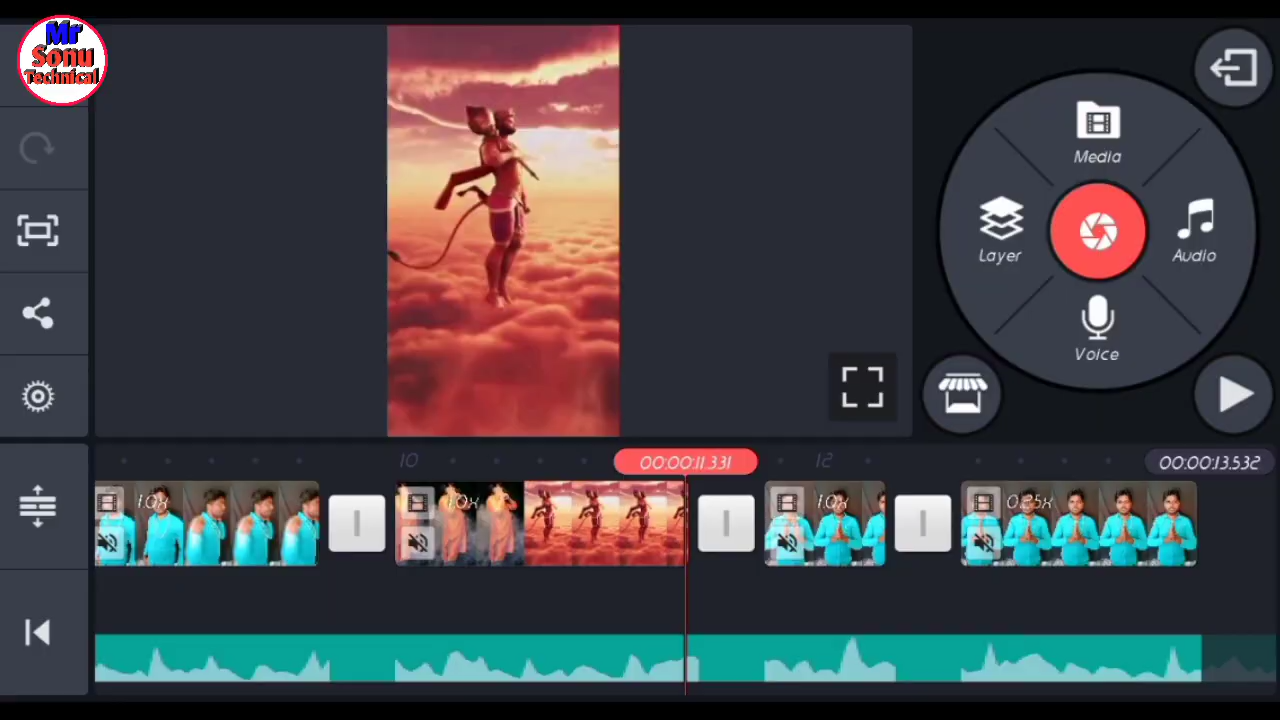 Mr
Sonu
Technical
Media
Layer
Audio
Voice
10
00:00:11.331
12
00:00:13.532
1.0x
1.0x
1.0x
0.25x